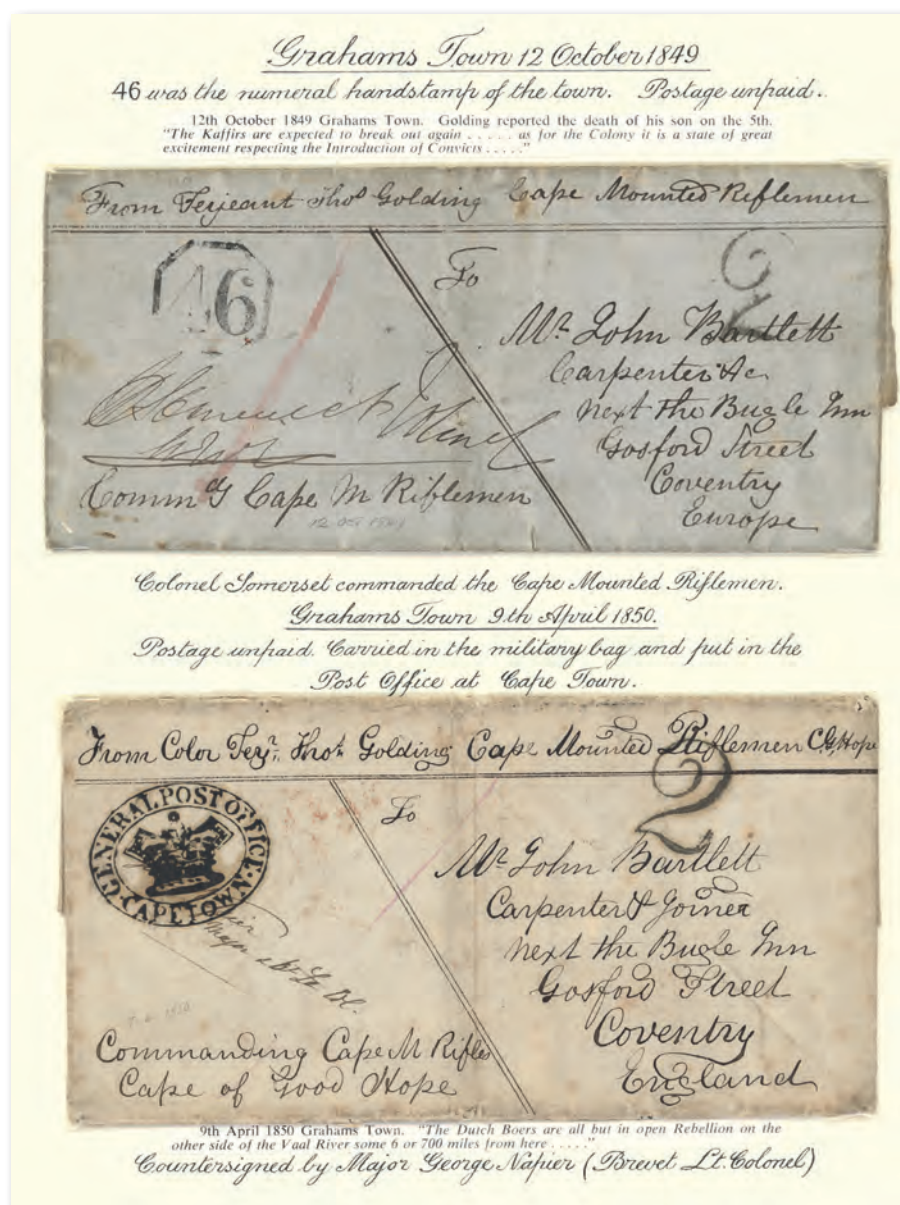 Grahams Town 12 October 1849
46 was the numeral handstamp of the town. Postage unpaid.
12th October 1849 Grahams Town. Golding reported the death of his son on the 5th.
"The Kaffirs are expected to break out again . . . . . as for the Colony it is a state of great
excitement respecting the Introduction of Convicts . . . . ."
From Serjeant Thos Golding Cape Mounted Riflemen
46
To
2
Mr. John Bartlett
Carpenter &c
next the Bugle Inn
Gosford Street
Coventry
Europe
Commg Cape M Riflemen
Colonel Somerset commanded the Cape Mounted Riflemen.
Grahams Town 9th April 1850.
Postage unpaid. Carried in the military bag and put in the
Post Office at Cape Town.
From Color Serjt. Thos. Golding Cape Mounted Riflemen C.G. Hope
GENERAL POST OFFICE
CAPE TOWN
To
2
Mr John Bartlett
Carpenter & Joiner
next the Bugle Inn
Gosford Street
Coventry
England
Major & Lt Col.
Commanding Cape M Rifles
Cape of Good Hope
9th April 1850 Grahams Town. "The Dutch Boers are all but in open Rebellion on the
other side of the Vaal River some 6 or 700 miles from here . . . . ."
Countersigned by Major George Napier (Brevet Lt. Colonel)